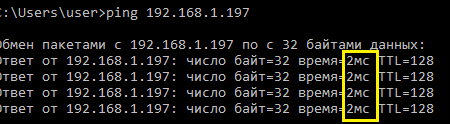 C:\Users\user>ping 192.168.1.197
Обмен пакетами с 192.168.1.197 по с 32 байтами данных:
Ответ от 192.168.1.197: число байт=32 время=2мс TTL=128
Ответ от 192.168.1.197: число байт=32 время=2мс TTL=128
Ответ от 192.168.1.197: число байт=32 время=2мс TTL=128
Ответ от 192.168.1.197: число байт=32 время=2мс TTL=128